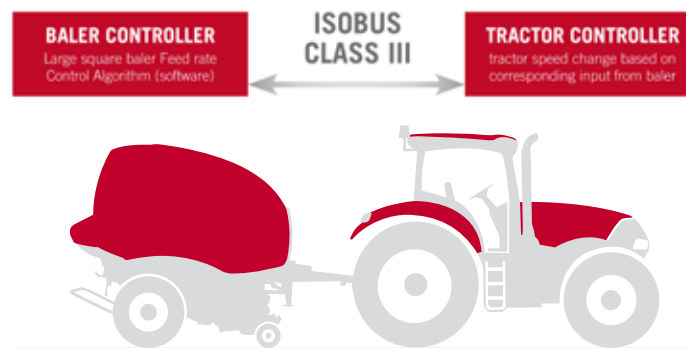 BALER CONTROLLER
Large square baler Feed rate
Control Algorithm (software)
ISOBUS
CLASS III
TRACTOR CONTROLLER
tractor speed change based on
corresponding input from baler